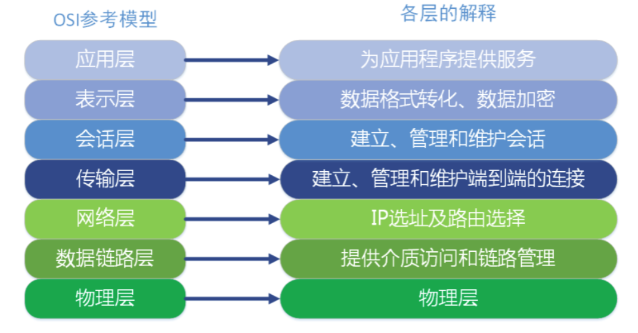 OSI参考模型
各层的解释
应用层
为应用程序提供服务
表示层
数据格式转化、数据加密
会话层
建立、管理和维护会话
传输层
建立、管理和维护端到端的连接
网络层
IP选址及路由选择
数据链路层
提供介质访问和链路管理
物理层
物理层